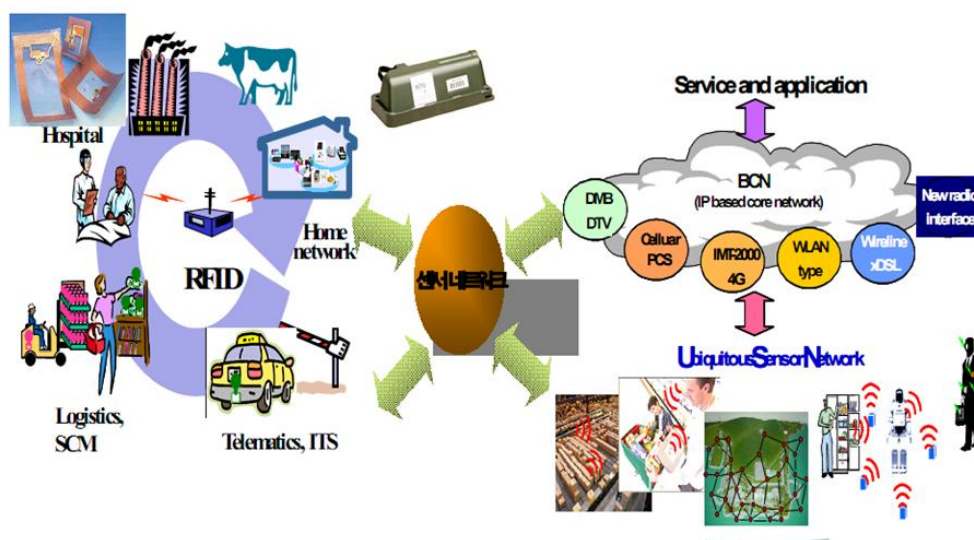 Service and application
Hospital
BCN
(IP based core network)
DMB
DTV
New radio
interface
Home
network
Celluar
PCS
IMT-2000
4G
WLAN
type
Wireline
xDSL
RFID
센서네트워크
UbiquitousSensorNetwork
Logistics,
SCM
Telematics, ITS